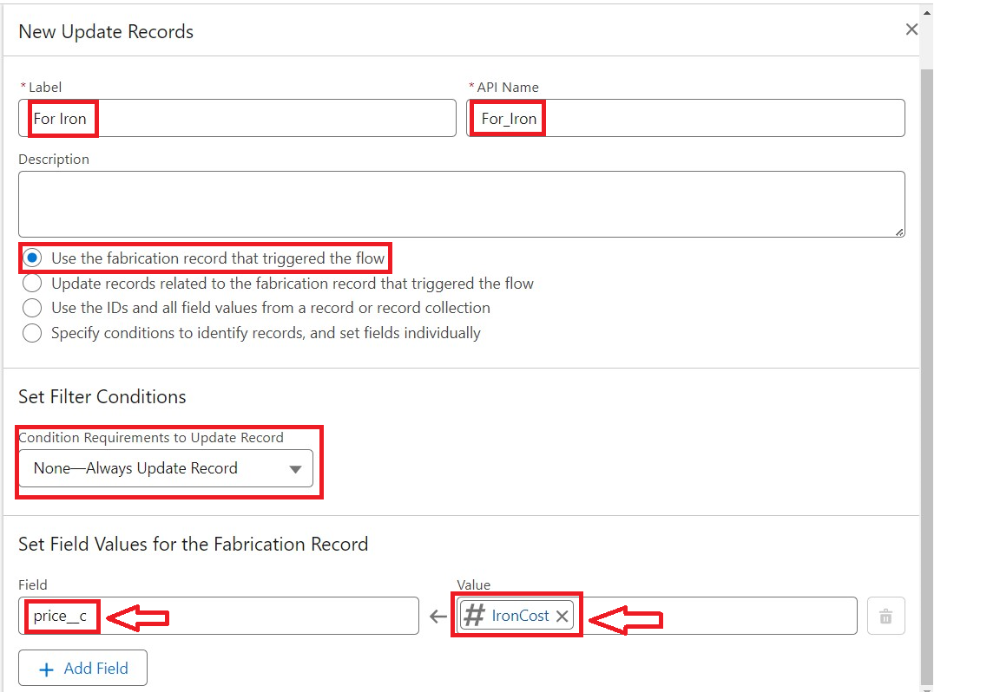 New Update Records
* Label
* API Name
For Iron
For_Iron
Description
Use the fabrication record that triggered the flow
Update records related to the fabrication record that triggered the flow
Use the IDs and all field values from a record or record collection
Specify conditions to identify records, and set fields individually
Set Filter Conditions
Condition Requirements to Update Record
None—Always Update Record
Set Field Values for the Fabrication Record
Field
Value
price__c
IronCost
Add Field